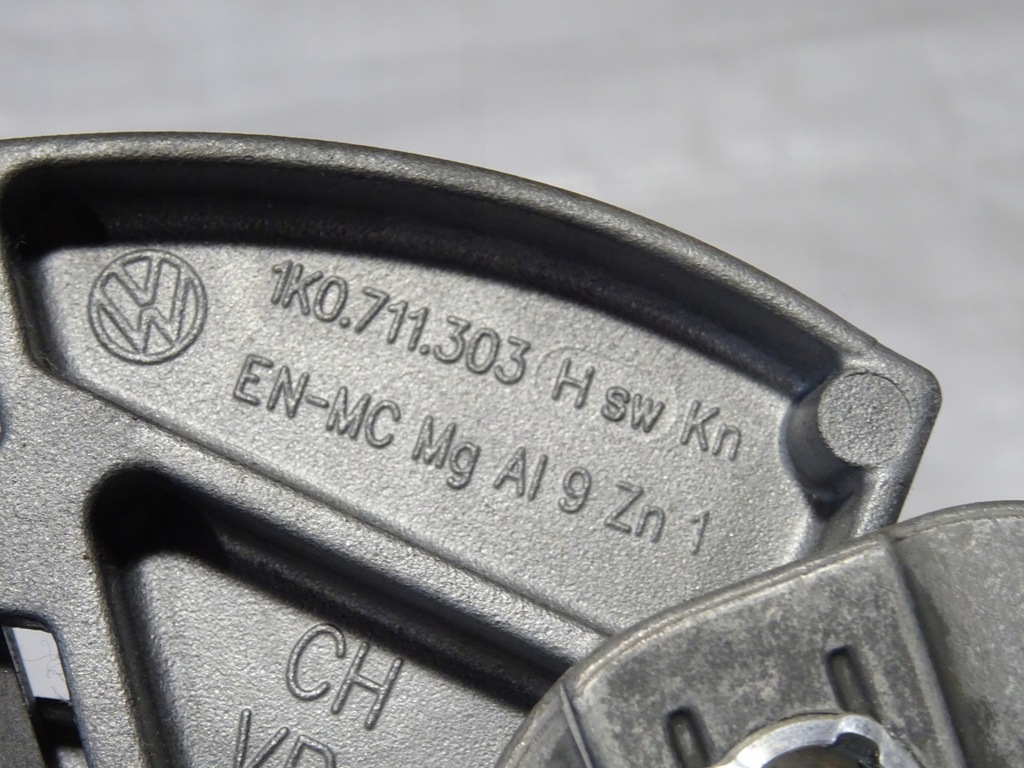 1K0.711.303 H sw Kn
EN-MC Mg Al 9 Zn 1
CH